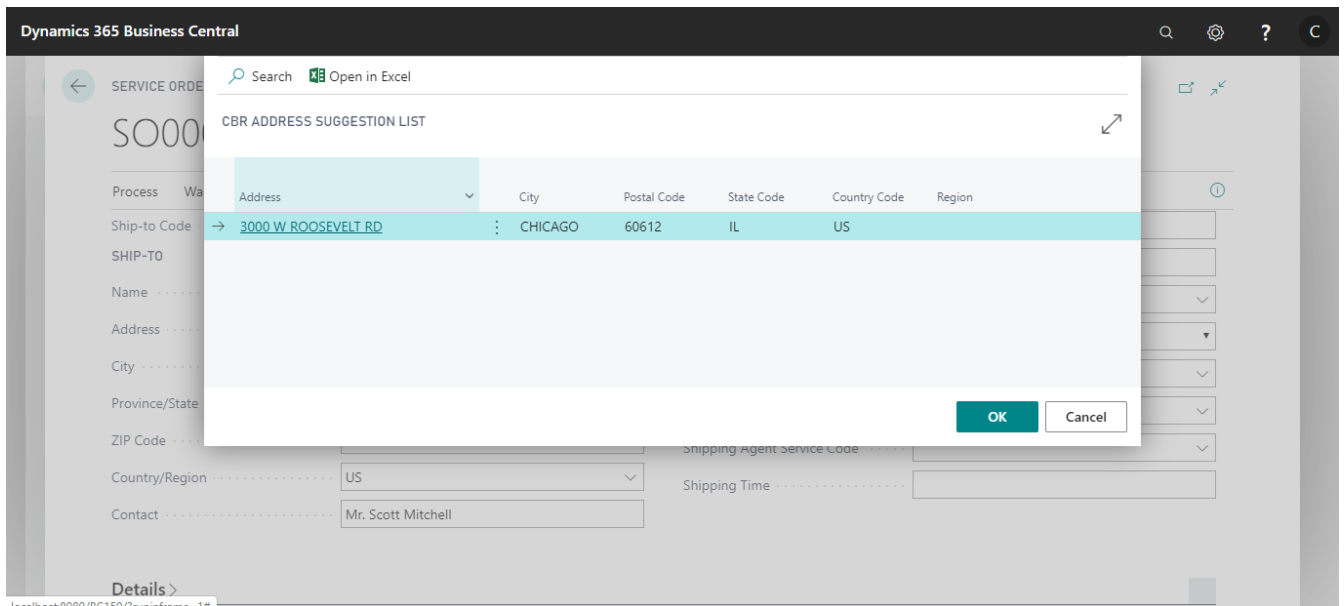 Dynamics 365 Business Central
? C
Search Open in Excel
SERVICE ORDE
CBR ADDRESS SUGGESTION LIST
SO00
Process Wa
Address City Postal Code State Code Country Code Region
Ship-to Code
3000 W ROOSEVELT RD CHICAGO 60612 IL US
SHIP-TO
Name
Address
City
Province/State
OK Cancel
ZIP Code
Shipping Agent Service Code
Country/Region US
Shipping Time
Contact Mr. Scott Mitchell
Details